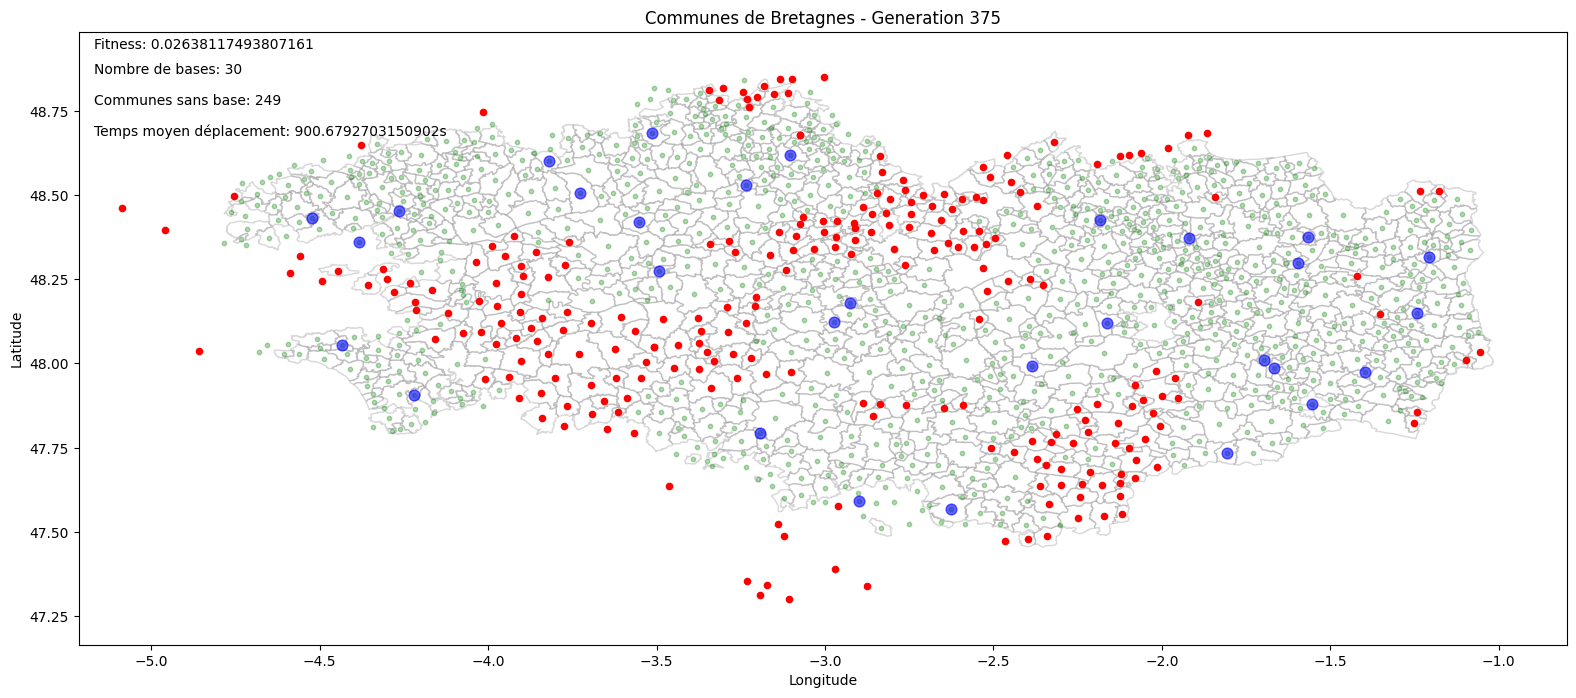 Communes de Bretagnes - Generation 375
Fitness: 0.02638117493807161
Nombre de bases: 30
Communes sans base: 249
Temps moyen déplacement: 900.6792703150902s
Latitude
48.75
48.50
48.25
48.00
47.75
47.50
47.25
−5.0 −4.5 −4.0 −3.5 −3.0 −2.5 −2.0 −1.5 −1.0
Longitude